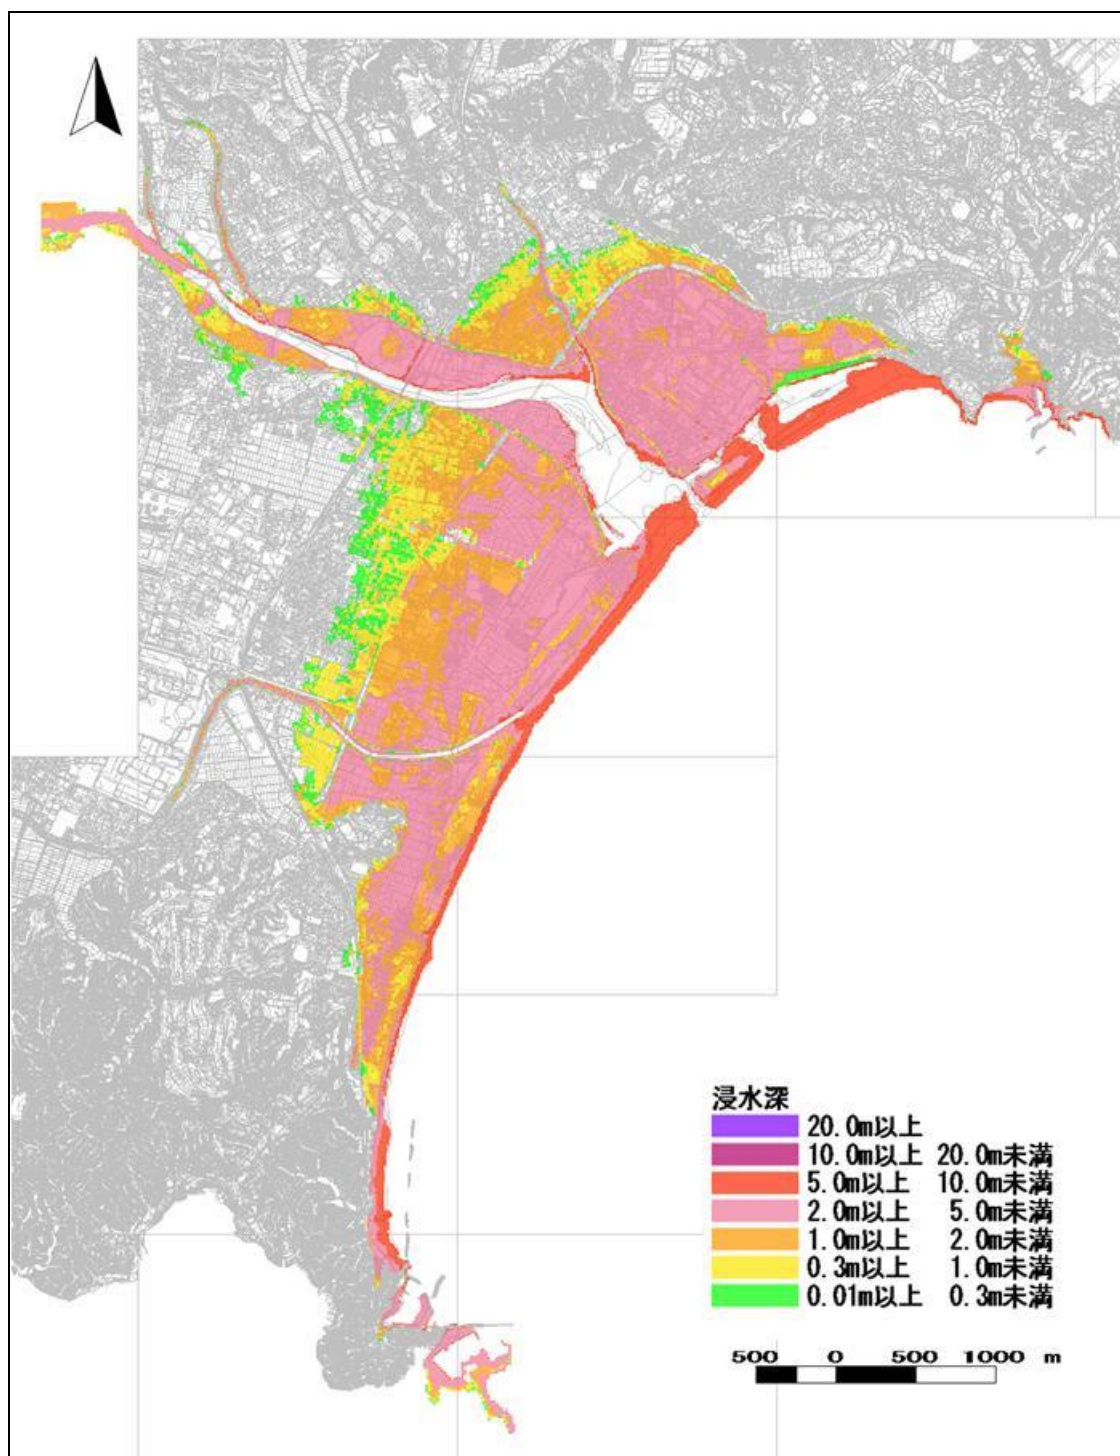 浸水深
20.0m以上
10.0m以上 20.0m未満
5.0m以上 10.0m未満
2.0m以上 5.0m未満
1.0m以上 2.0m未満
0.3m以上 1.0m未満
0.01m以上 0.3m未満
500 0 500 1000 m